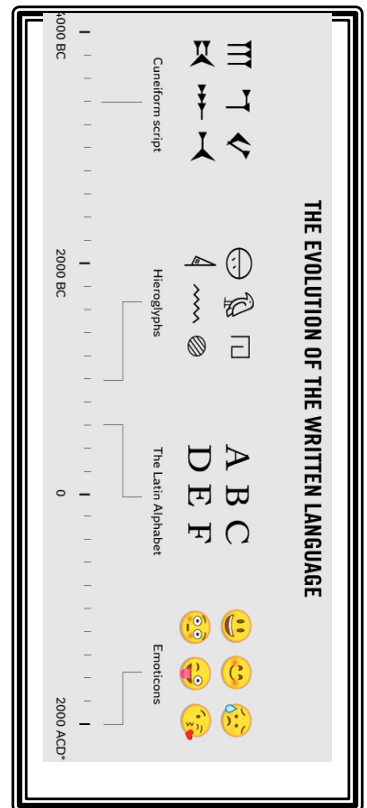 THE EVOLUTION OF THE WRITTEN LANGUAGE
A B C
D E F
Cuneiform script
Hieroglyphs
The Latin Alphabet
Emoticons
4000 BC
2000 BC
0
2000 ACD*